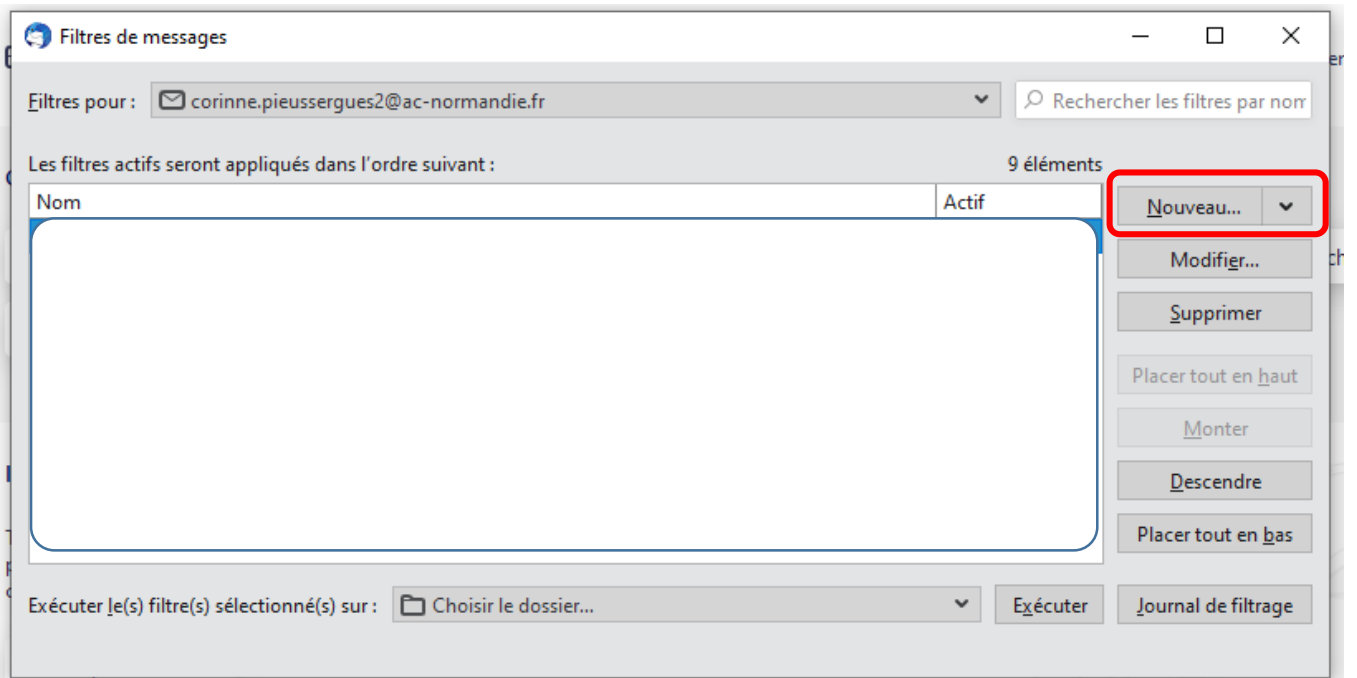 Filtres de messages
Filtres pour : corinne.pieussergues2@ac-normandie.fr Rechercher les filtres par nom
Les filtres actifs seront appliqués dans l'ordre suivant : 9 éléments
Nom Actif
Nouveau...
Modifier...
Supprimer
Placer tout en haut
Monter
Descendre
Placer tout en bas
Exécuter le(s) filtre(s) sélectionné(s) sur : Choisir le dossier... Exécuter Journal de filtrage